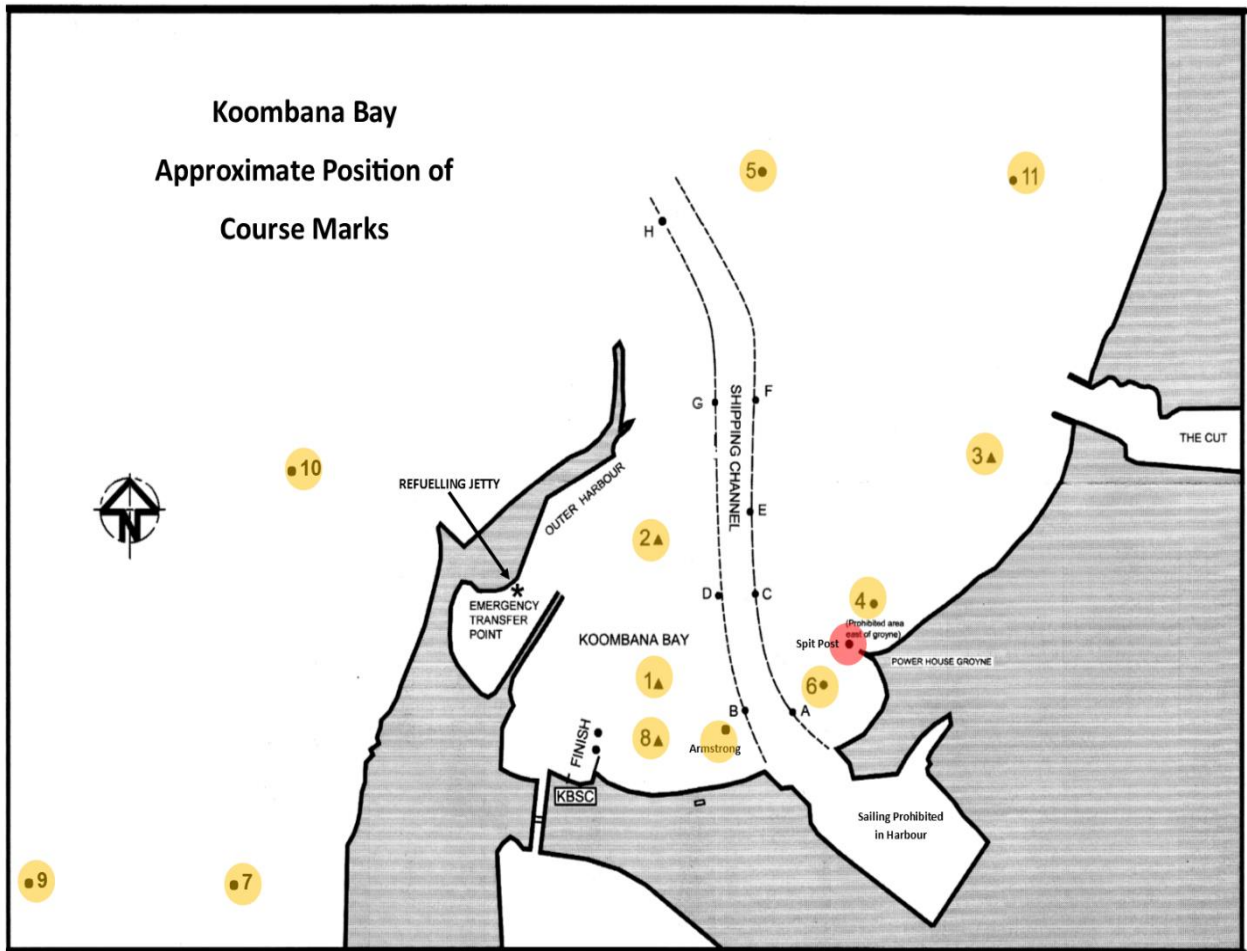 Koombana Bay
Approximate Position of
Course Marks
5
11
H
G
F
SHIPPING CHANNEL
THE CUT
3
10
REFUELLING JETTY
OUTER HARBOUR
N
E
2
D
C
4
EMERGENCY
TRANSFER
POINT
KOOMBANA BAY
(Prohibited area
east of groyne)
Spit Post
POWER HOUSE GROYNE
1
6
B
A
8
FINISH
Armstrong
KBSC
Sailing Prohibited
in Harbour
9
7